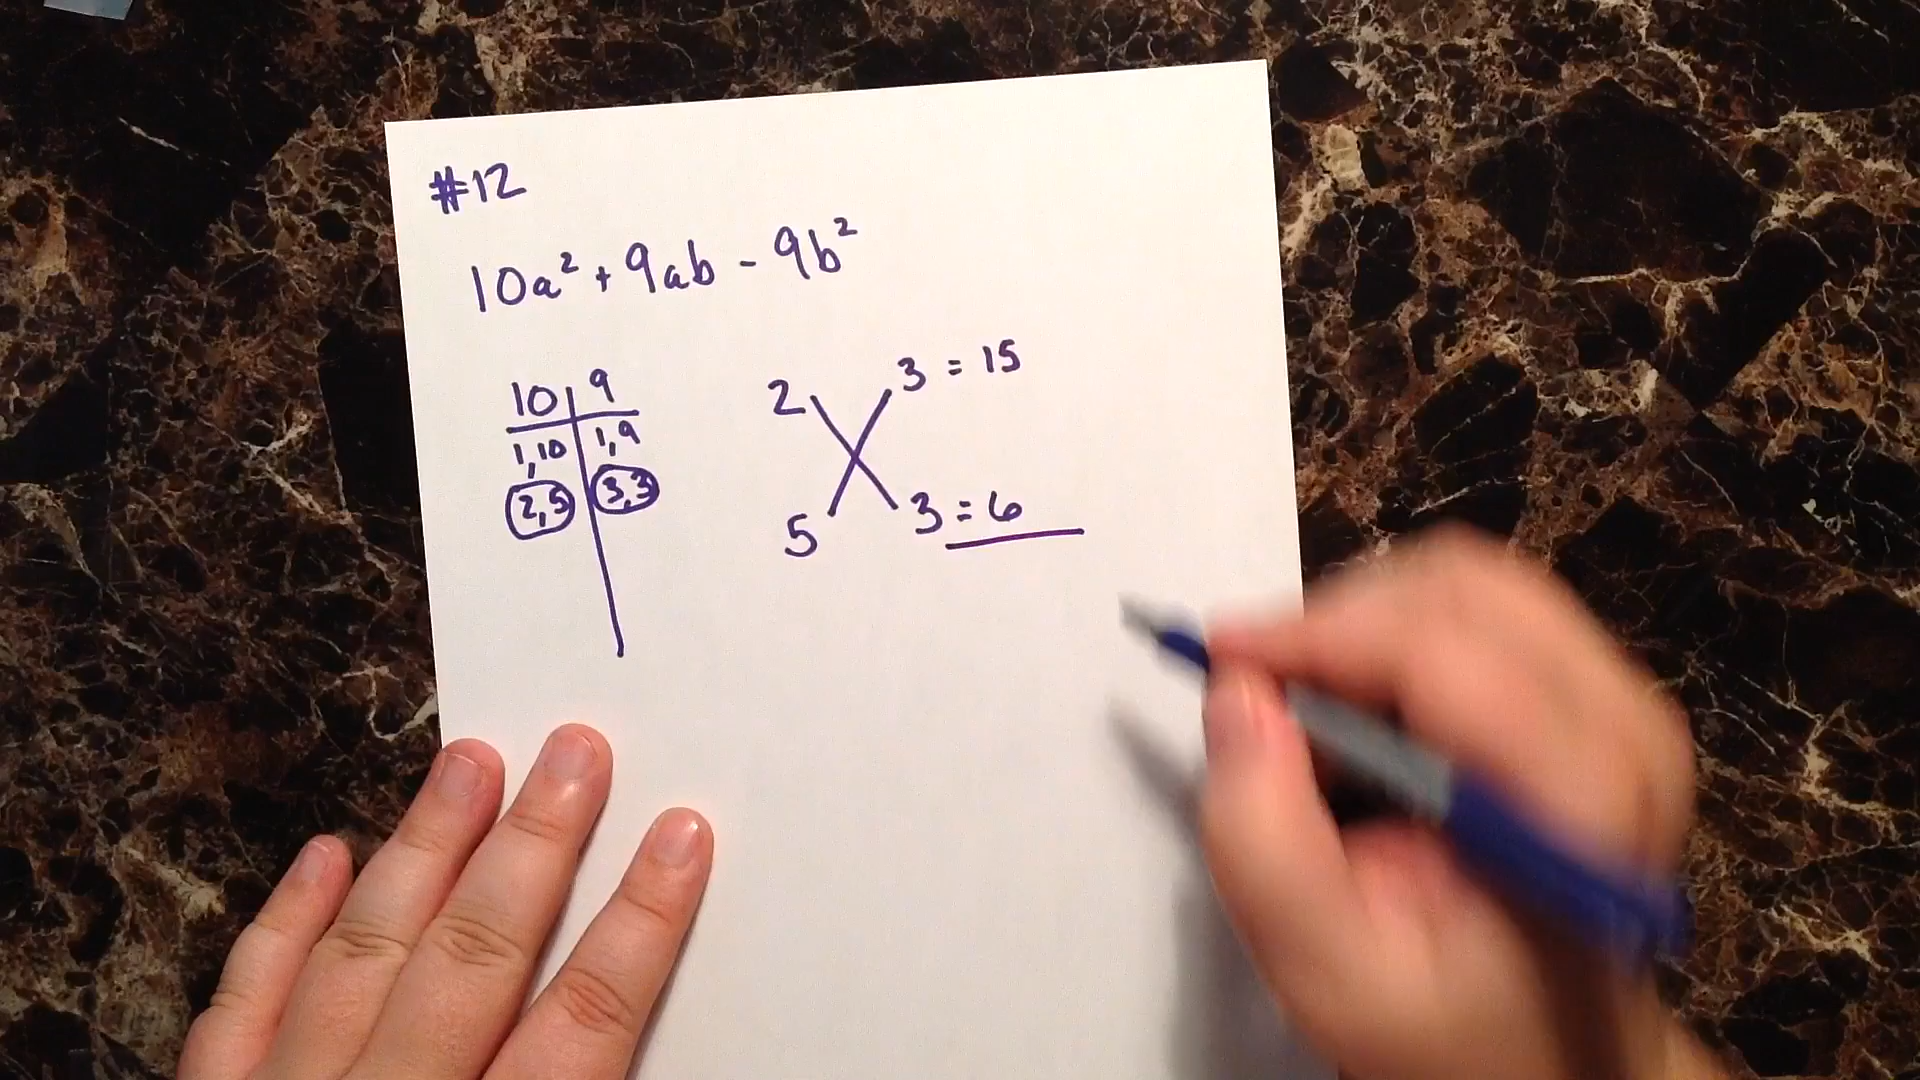 #12
10a² + 9ab - 9b²
10 | 9
1,10 | 1,9
2,5 | 3,3
2 3 = 15
5 3 = 6